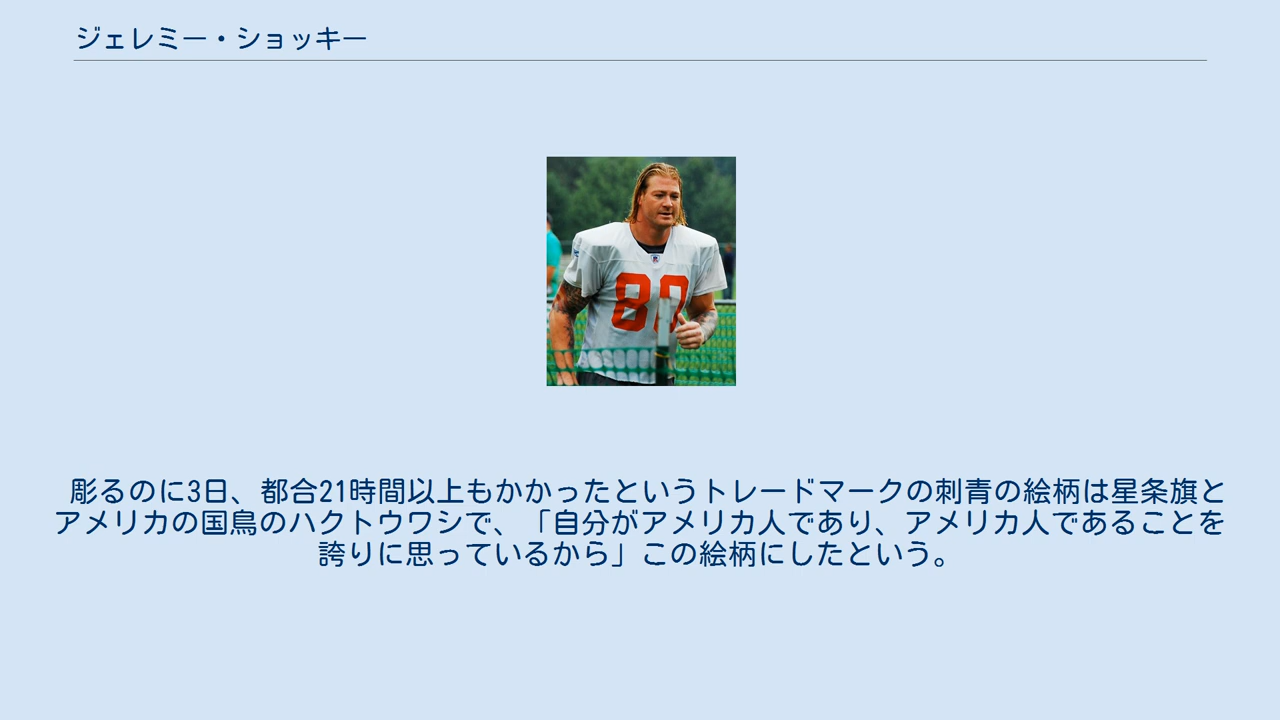 ジェレミー・ショッキー
80
彫るのに3日、都合21時間以上もかかったというトレードマークの刺青の絵柄は星条旗と
アメリカの国鳥のハクトウワシで、「自分がアメリカ人であり、アメリカ人であることを
誇りに思っているから」この絵柄にしたという。